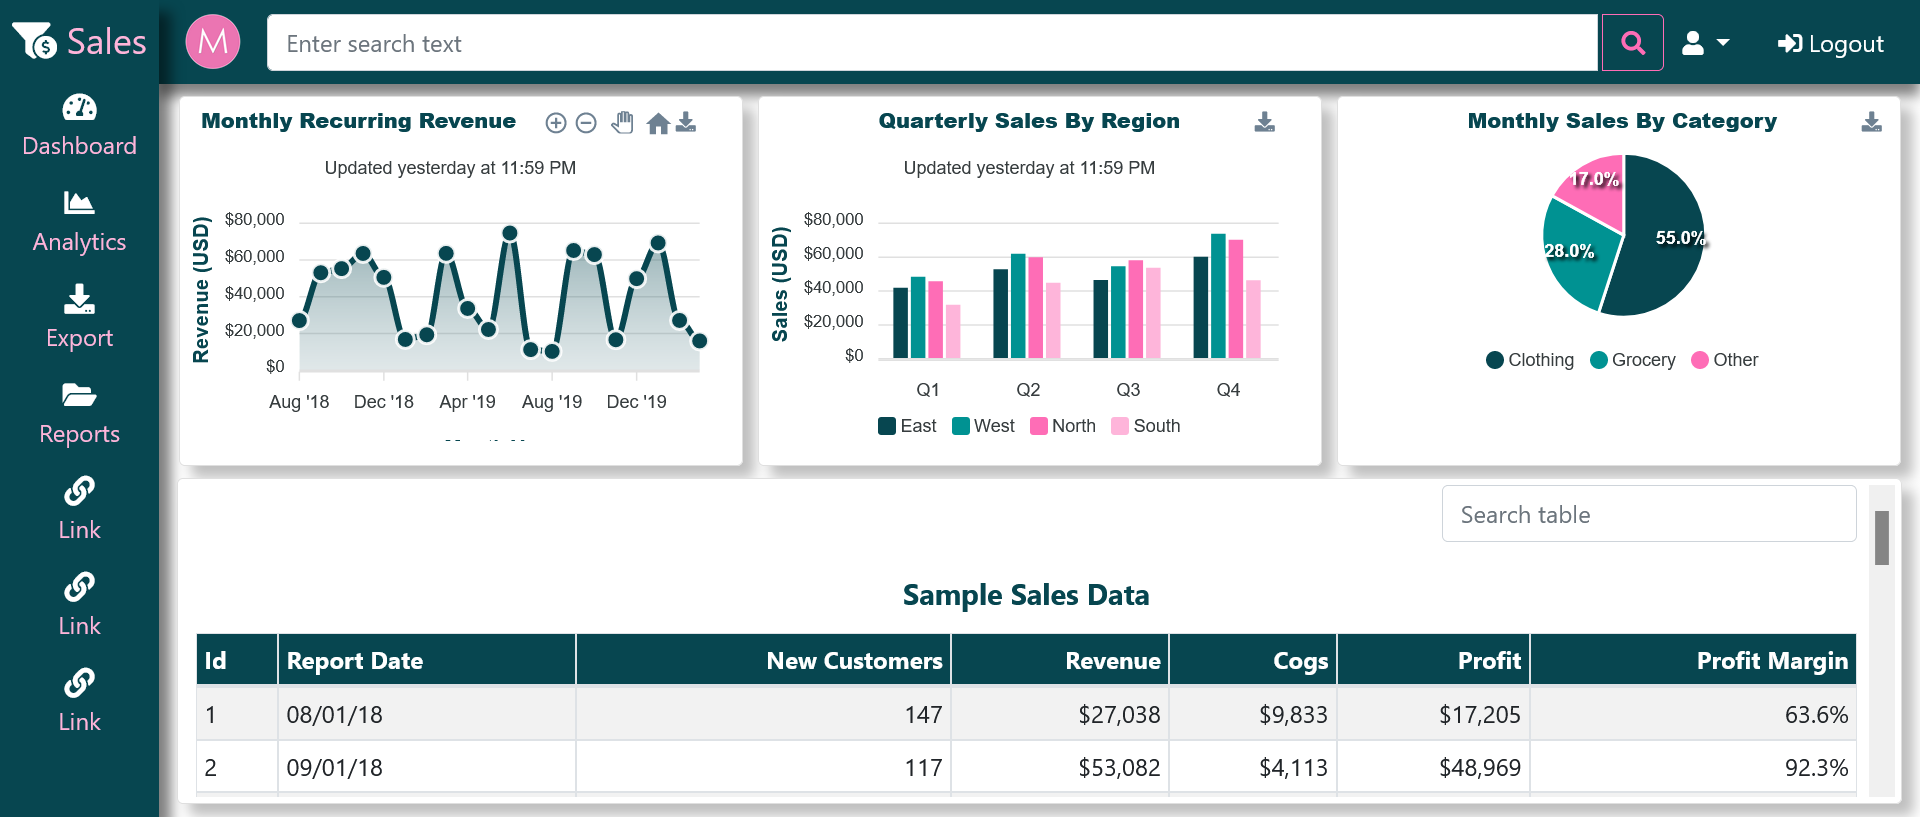 Sales
M
Enter search text
Logout
Dashboard
Analytics
Export
Reports
Link
Link
Link
Monthly Recurring Revenue
Updated yesterday at 11:59 PM
Revenue (USD)
$80,000
$60,000
$40,000
$20,000
$0
Aug '18 Dec '18 Apr '19 Aug '19 Dec '19
Quarterly Sales By Region
Updated yesterday at 11:59 PM
Sales (USD)
$80,000
$60,000
$40,000
$20,000
$0
Q1 Q2 Q3 Q4
East West North South
Monthly Sales By Category
17.0%
55.0%
28.0%
Clothing Grocery Other
Search table
Sample Sales Data
Id Report Date New Customers Revenue Cogs Profit Profit Margin
1 08/01/18 147 $27,038 $9,833 $17,205 63.6%
2 09/01/18 117 $53,082 $4,113 $48,969 92.3%